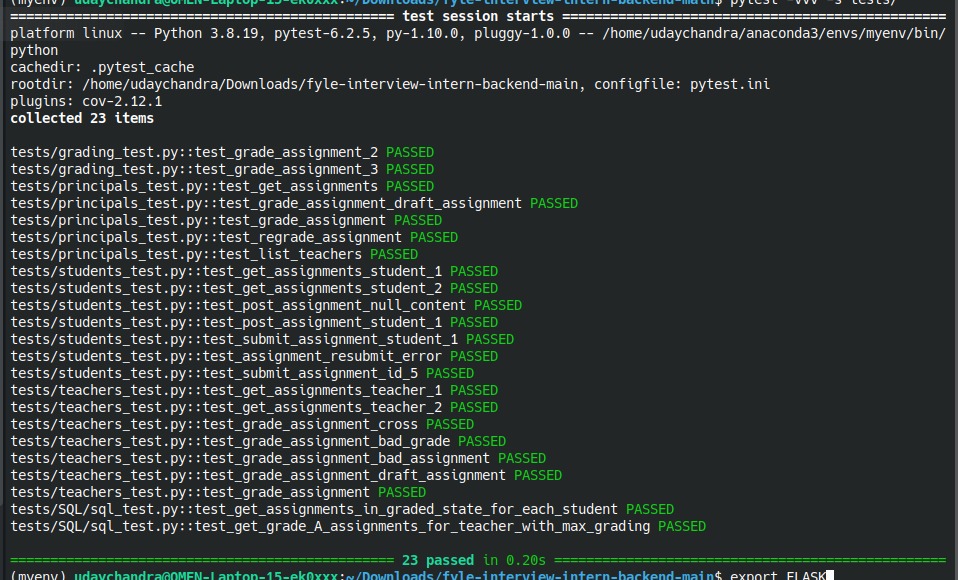 (myenv) udaychandra@OMEN-Laptop-15-ek0xxx:~/Downloads/fyle-interview-intern-backend-main$ pytest -vvv -s tests/
============================================== test session starts ==============================================
platform linux -- Python 3.8.19, pytest-6.2.5, py-1.10.0, pluggy-1.0.0 -- /home/udaychandra/anaconda3/envs/myenv/bin/
python
cachedir: .pytest_cache
rootdir: /home/udaychandra/Downloads/fyle-interview-intern-backend-main, configfile: pytest.ini
plugins: cov-2.12.1
collected 23 items
tests/grading_test.py::test_grade_assignment_2 PASSED
tests/grading_test.py::test_grade_assignment_3 PASSED
tests/principals_test.py::test_get_assignments PASSED
tests/principals_test.py::test_grade_assignment_draft_assignment PASSED
tests/principals_test.py::test_grade_assignment PASSED
tests/principals_test.py::test_regrade_assignment PASSED
tests/principals_test.py::test_list_teachers PASSED
tests/students_test.py::test_get_assignments_student_1 PASSED
tests/students_test.py::test_get_assignments_student_2 PASSED
tests/students_test.py::test_post_assignment_null_content PASSED
tests/students_test.py::test_post_assignment_student_1 PASSED
tests/students_test.py::test_submit_assignment_student_1 PASSED
tests/students_test.py::test_assignment_resubmit_error PASSED
tests/students_test.py::test_submit_assignment_id_5 PASSED
tests/teachers_test.py::test_get_assignments_teacher_1 PASSED
tests/teachers_test.py::test_get_assignments_teacher_2 PASSED
tests/teachers_test.py::test_grade_assignment_cross PASSED
tests/teachers_test.py::test_grade_assignment_bad_grade PASSED
tests/teachers_test.py::test_grade_assignment_bad_assignment PASSED
tests/teachers_test.py::test_grade_assignment_draft_assignment PASSED
tests/teachers_test.py::test_grade_assignment PASSED
tests/SQL/sql_test.py::test_get_assignments_in_graded_state_for_each_student PASSED
tests/SQL/sql_test.py::test_get_grade_A_assignments_for_teacher_with_max_grading PASSED
============================================== 23 passed in 0.20s ===============================================
(myenv) udaychandra@OMEN-Laptop-15-ek0xxx:~/Downloads/fyle-interview-intern-backend-main$ export FLASK